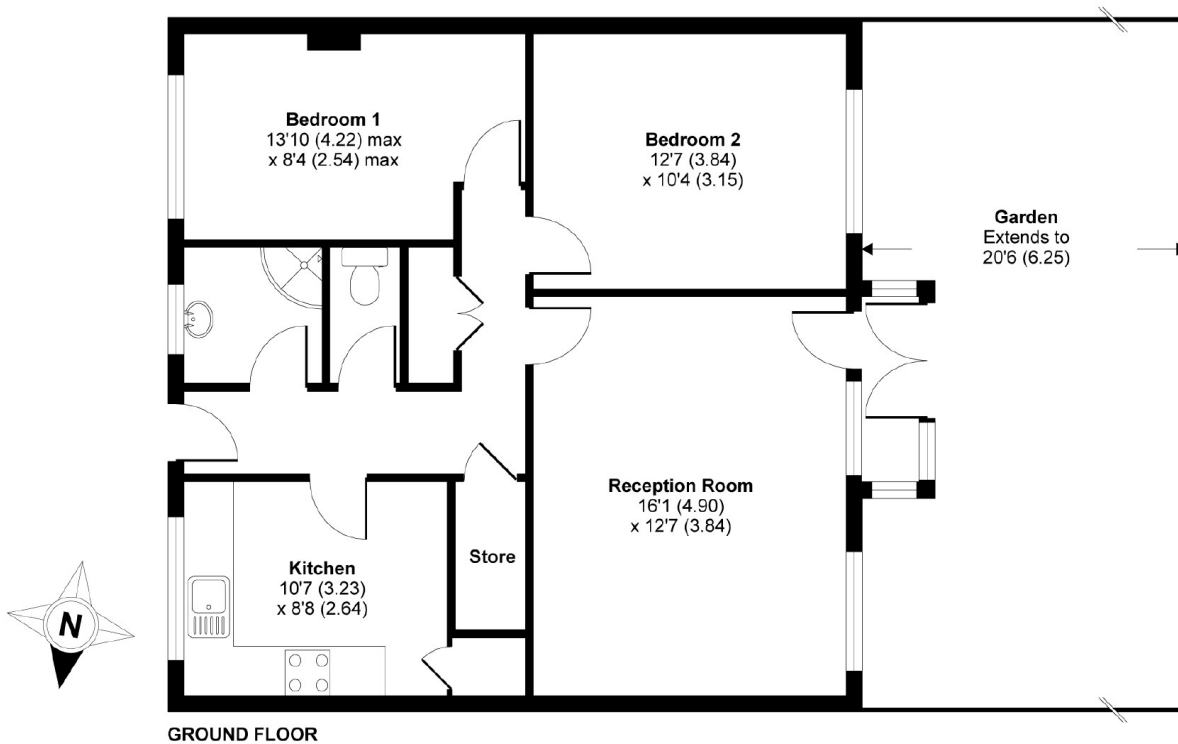 Bedroom 1
13'10 (4.22) max
x 8'4 (2.54) max
Bedroom 2
12'7 (3.84)
x 10'4 (3.15)
Garden
Extends to
20'6 (6.25)
Reception Room
16'1 (4.90)
x 12'7 (3.84)
Store
Kitchen
10'7 (3.23)
x 8'8 (2.64)
N
GROUND FLOOR